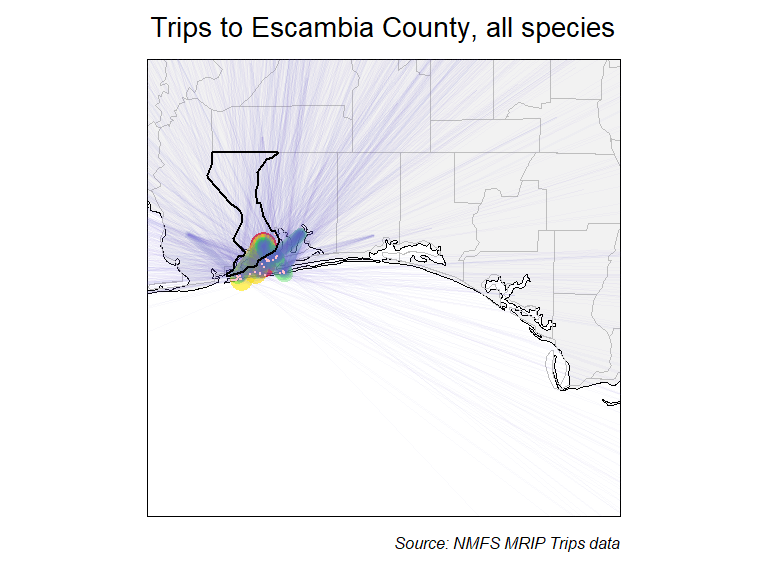 Trips to Escambia County, all species
Source: NMFS MRIP Trips data